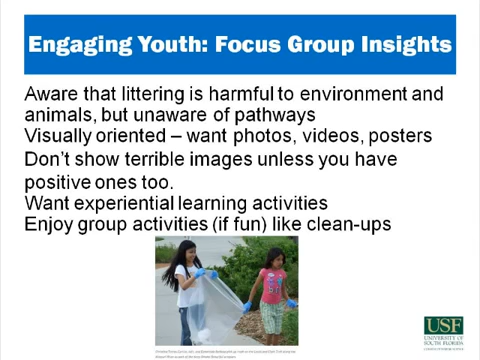 Engaging Youth: Focus Group Insights
Aware that littering is harmful to environment and
animals, but unaware of pathways
Visually oriented – want photos, videos, posters
Don’t show terrible images unless you have
positive ones too.
Want experiential learning activities
Enjoy group activities (if fun) like clean-ups
USF
UNIVERSITY OF
SOUTH FLORIDA